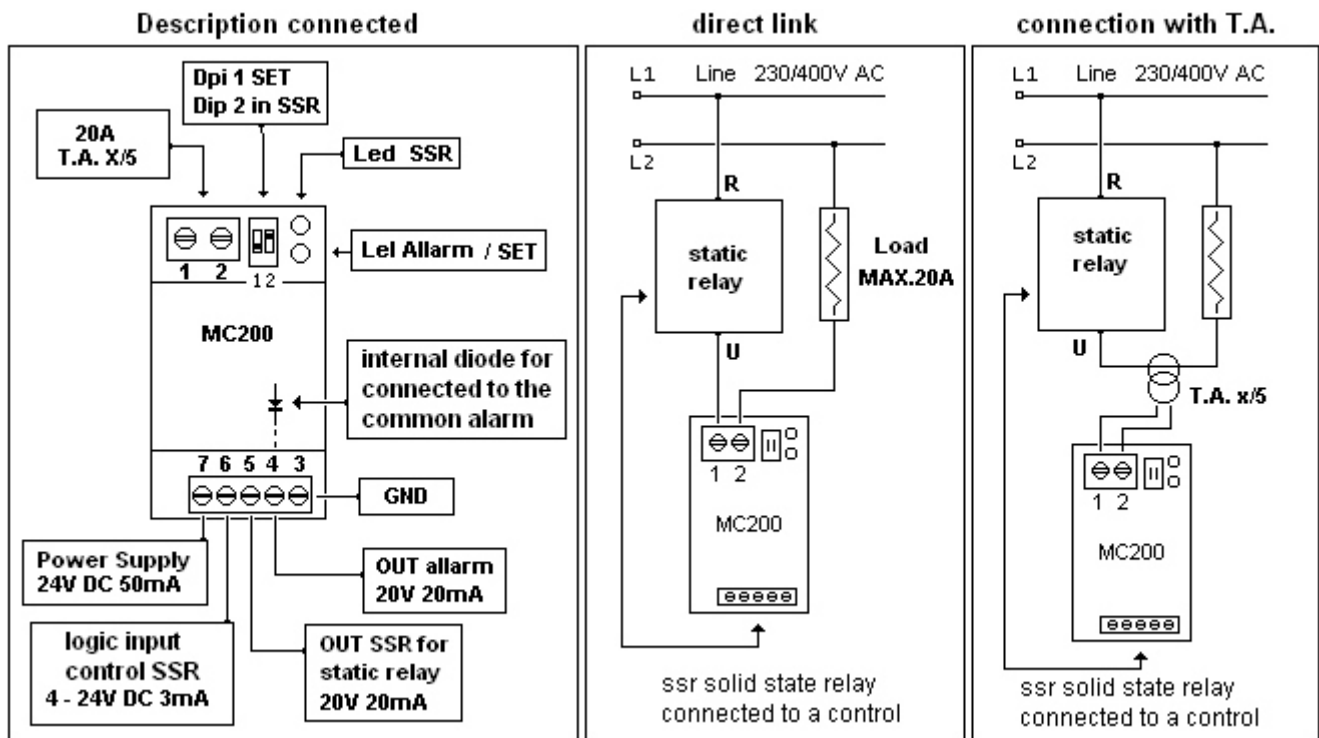 Description connected
Dpi 1 SET
Dip 2 in SSR
20A
T.A. X/5
Led SSR
Lel Allarm / SET
1 2
1 2
MC200
internal diode for
connected to the
common alarm
7 6 5 4 3
GND
Power Supply
24V DC 50mA
OUT allarm
20V 20mA
logic input
control SSR
4 - 24V DC 3mA
OUT SSR for
static relay
20V 20mA
direct link
L1 Line 230/400V AC
L2
R
static
relay
Load
MAX.20A
U
1 2
MC200
ssr solid state relay
connected to a control
connection with T.A.
L1 Line 230/400V AC
L2
R
static
relay
U
T.A. x/5
1 2
MC200
ssr solid state relay
connected to a control